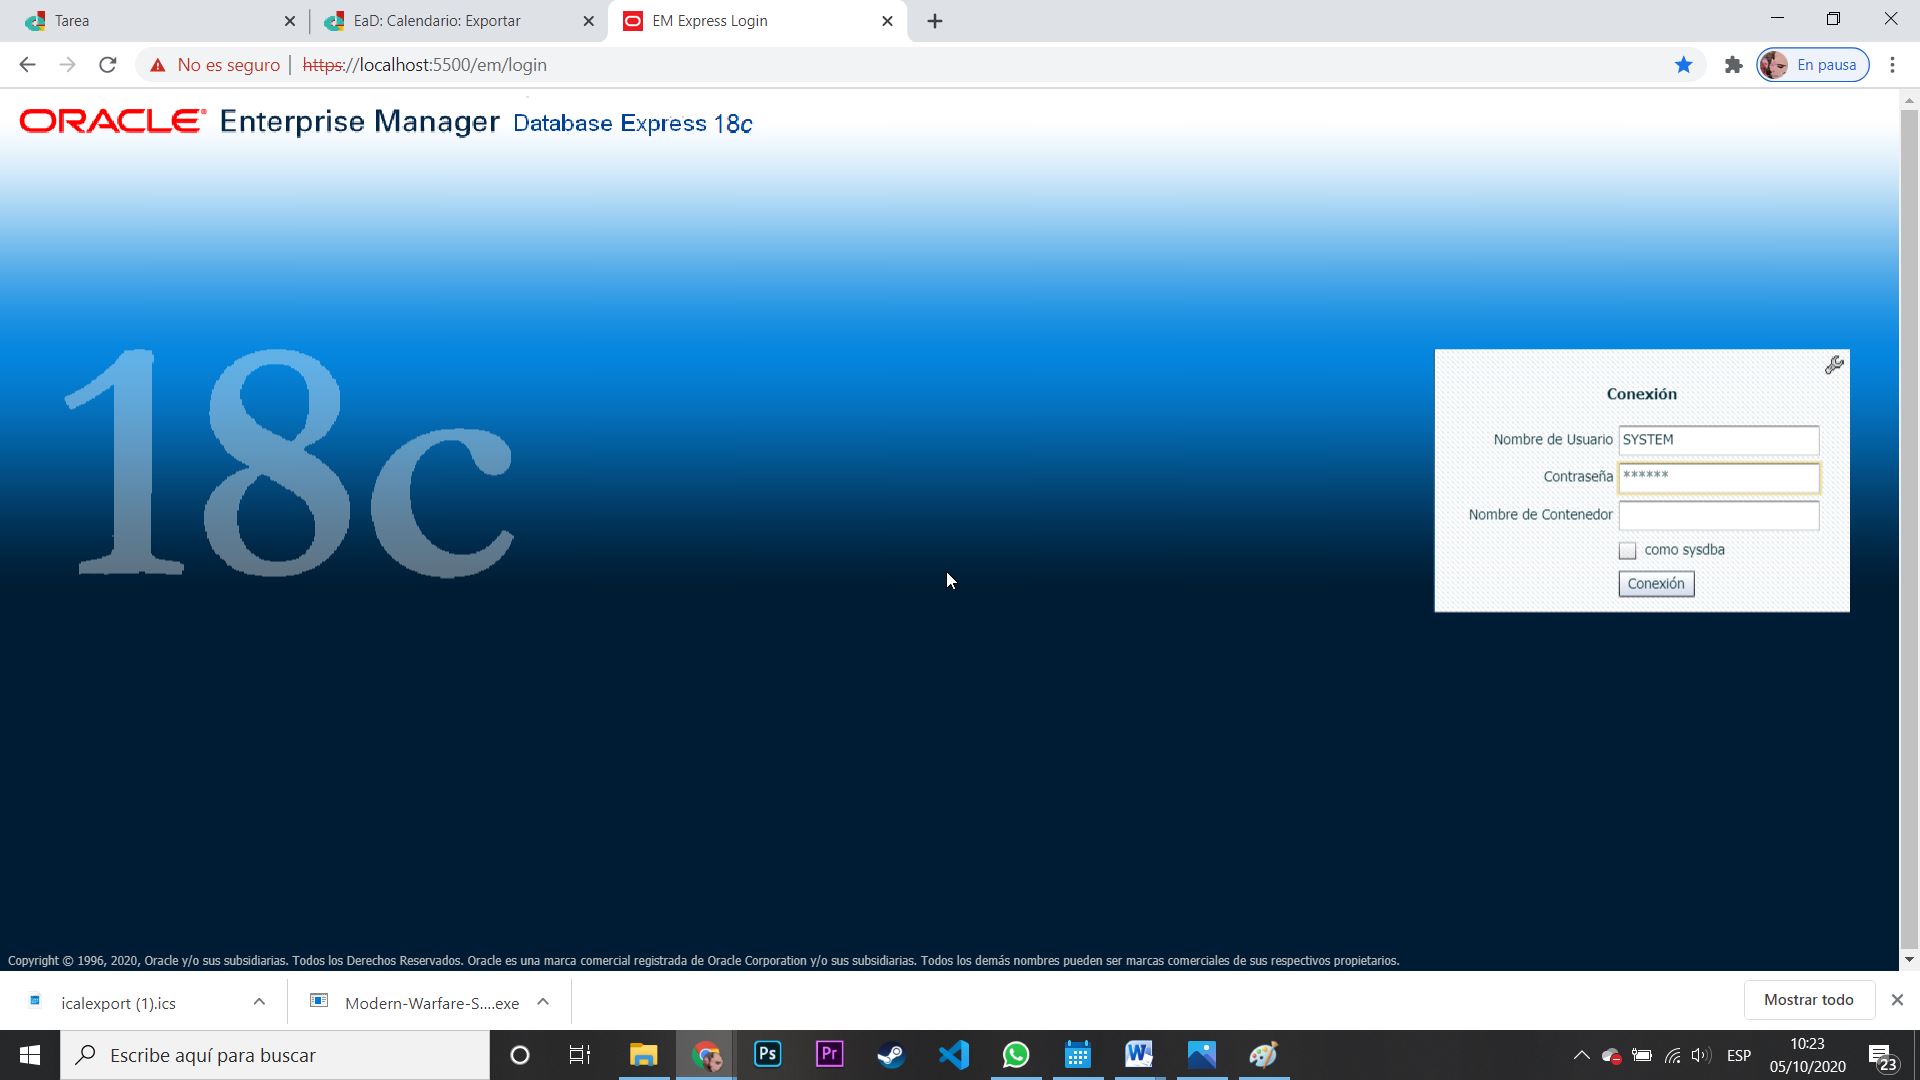 Tarea
EaD: Calendario: Exportar
EM Express Login
No es seguro
https://localhost:5500/em/login
En pausa
ORACLE Enterprise Manager Database Express 18c
18c
Conexión
Nombre de Usuario SYSTEM
Contraseña ******
Nombre de Contenedor
como sysdba
Conexión
Copyright © 1996, 2020, Oracle y/o sus subsidiarias. Todos los Derechos Reservados. Oracle es una marca comercial registrada de Oracle Corporation y/o sus subsidiarias. Todos los demás nombres pueden ser marcas comerciales de sus respectivos propietarios.
icalexport (1).ics
Modern-Warfare-S....exe
Mostrar todo
Escribe aquí para buscar
Ps
Pr
W
ESP
10:23
05/10/2020
23